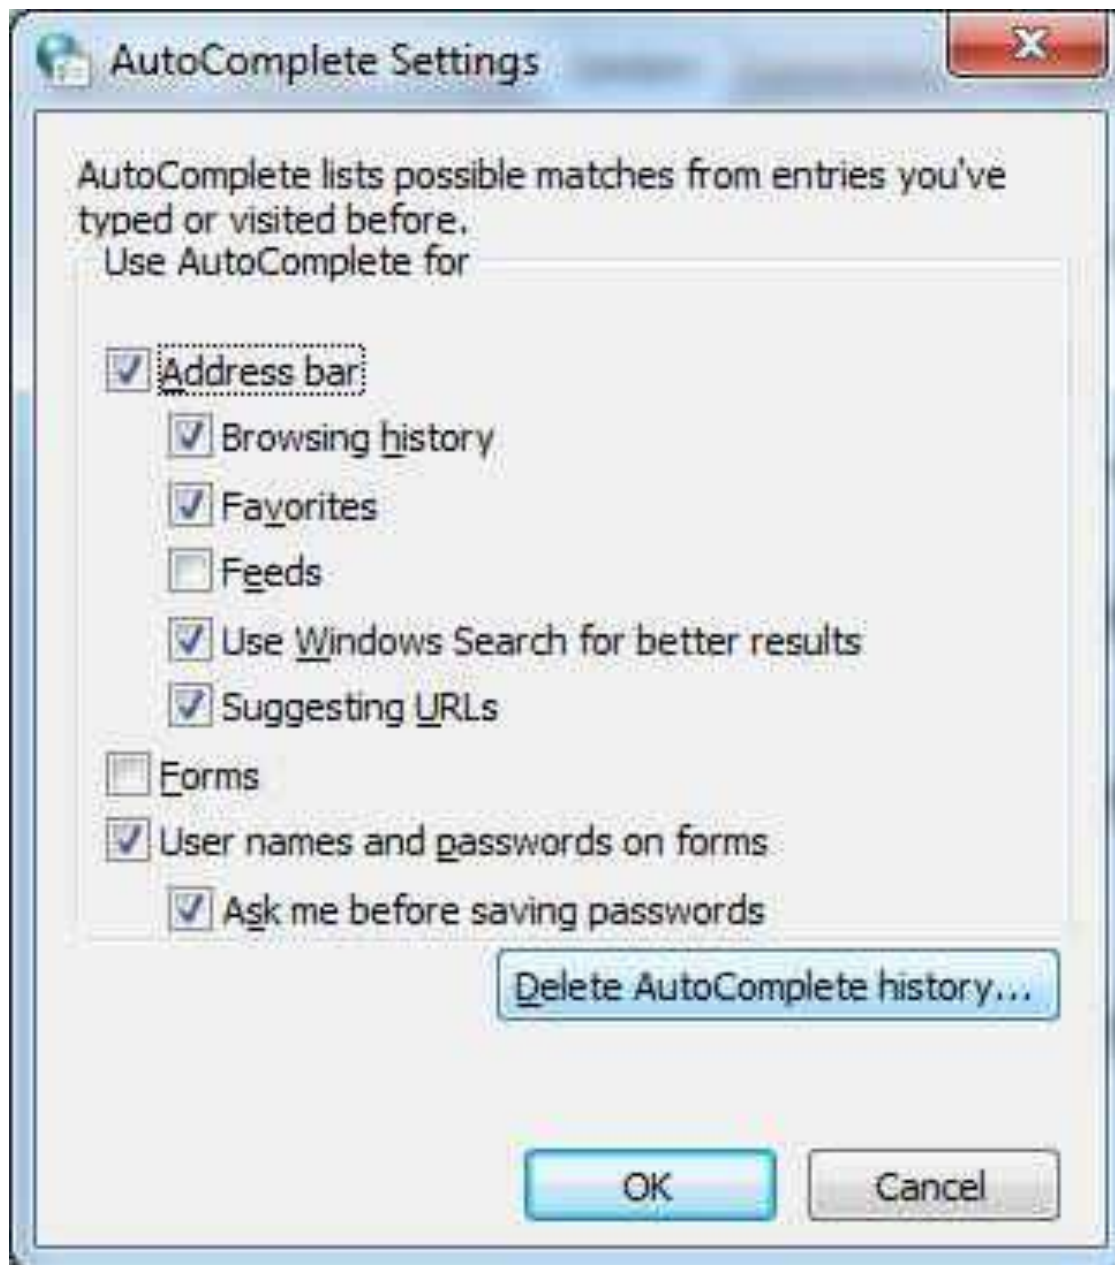 AutoComplete Settings
AutoComplete lists possible matches from entries you've
typed or visited before.
Use AutoComplete for
Address bar
Browsing history
Favorites
Feeds
Use Windows Search for better results
Suggesting URLs
Forms
User names and passwords on forms
Ask me before saving passwords
Delete AutoComplete history...
OK
Cancel